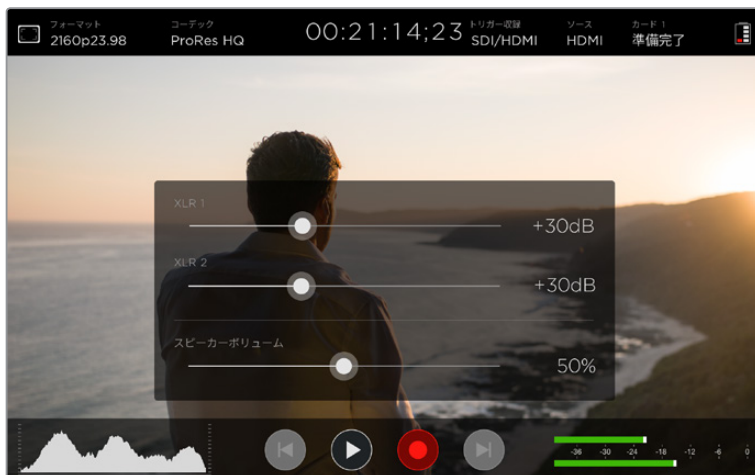 フォーマット
2160p23.98
コーデック
ProRes HQ
00:21:14;23
トリガー収録
SDI/HDMI
ソース
HDMI
カード 1
準備完了
XLR 1
+30dB
XLR 2
+30dB
スピーカーボリューム
50%
-36 -30 -24 -18 -12 -6 0